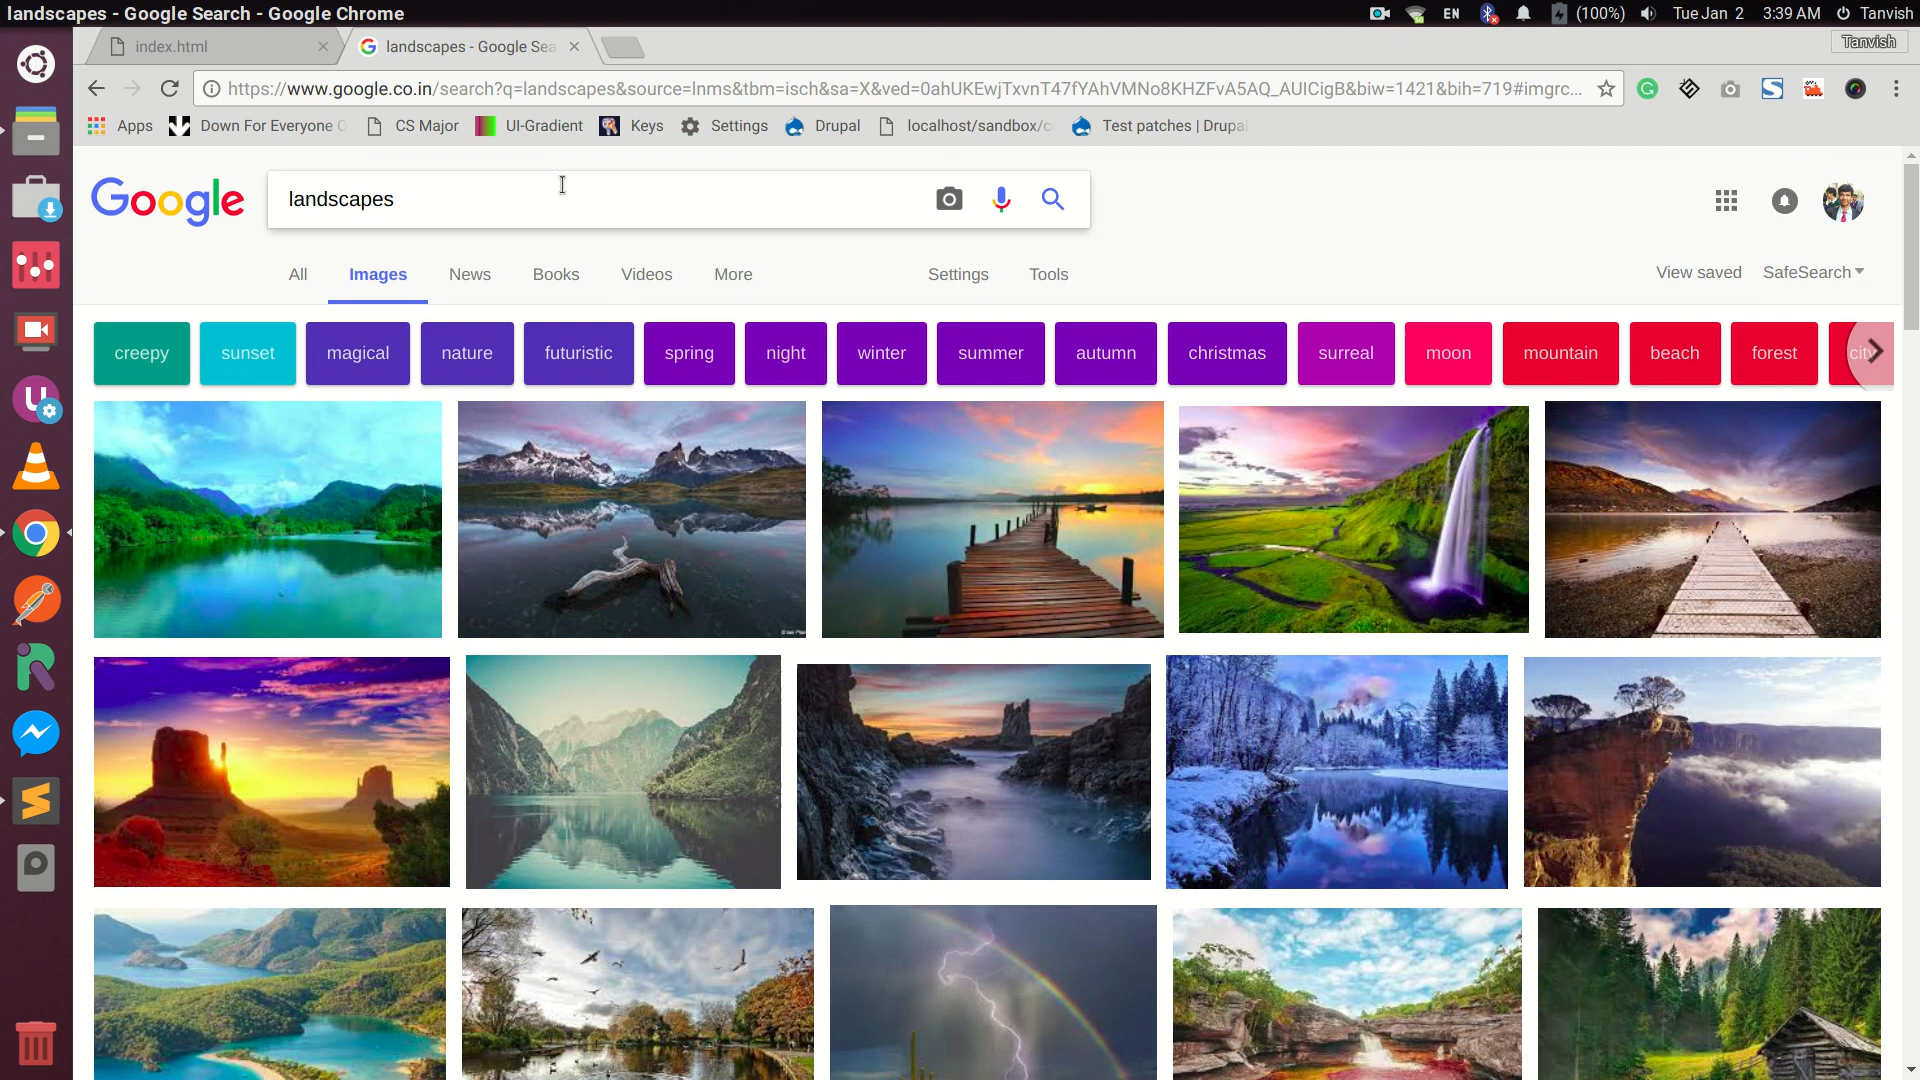 landscapes - Google Search - Google Chrome
EN (100%) Tue Jan 2 3:39 AM Tanvish
index.html
landscapes - Google Sea
Tanvish
https://www.google.co.in/search?q=landscapes&source=lnms&tbm=isch&sa=X&ved=0ahUKEwjTxvnT47fYAhVMNo8KHZFvA5AQ_AUICigB&biw=1421&bih=719#imgrc...
Apps Down For Everyone O CS Major UI-Gradient Keys Settings Drupal localhost/sandbox/c Test patches | Drupal
Google
landscapes
All Images News Books Videos More Settings Tools View saved SafeSearch
creepy sunset magical nature futuristic spring night winter summer autumn christmas surreal moon mountain beach forest city